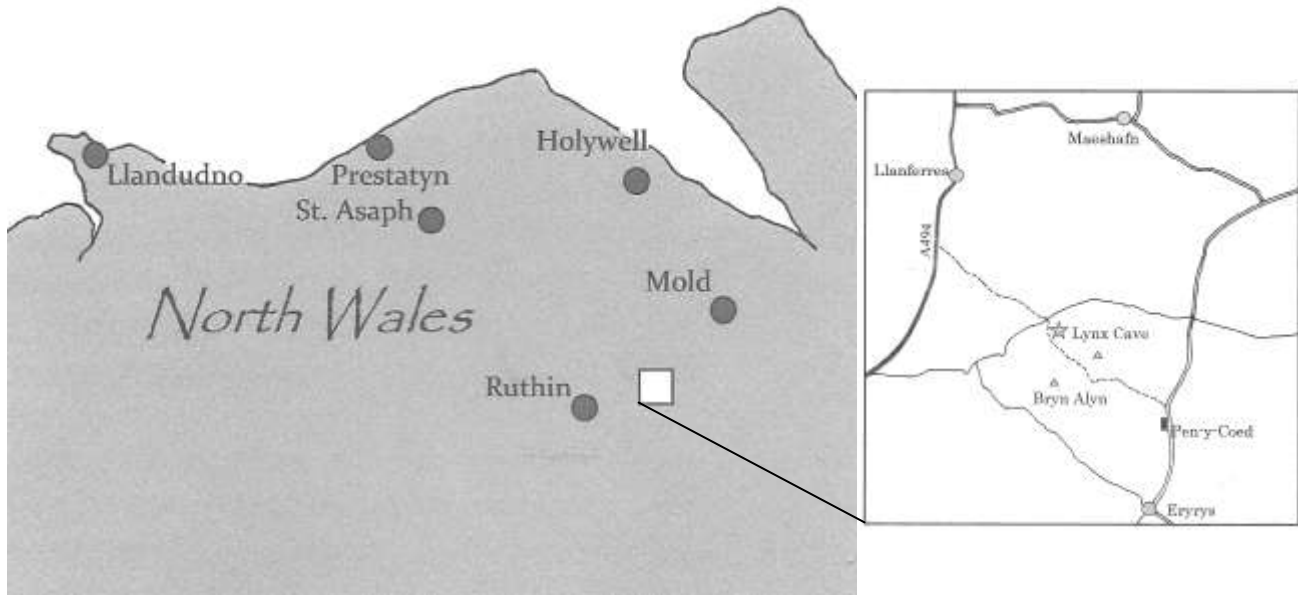 Llandudno
Prestatyn
St. Asaph
Holywell
Mold
North Wales
Ruthin
Maeshafn
Llanferres
A494
Lynx Cave
Bryn Alyn
Pen-y-Coed
Eryrys